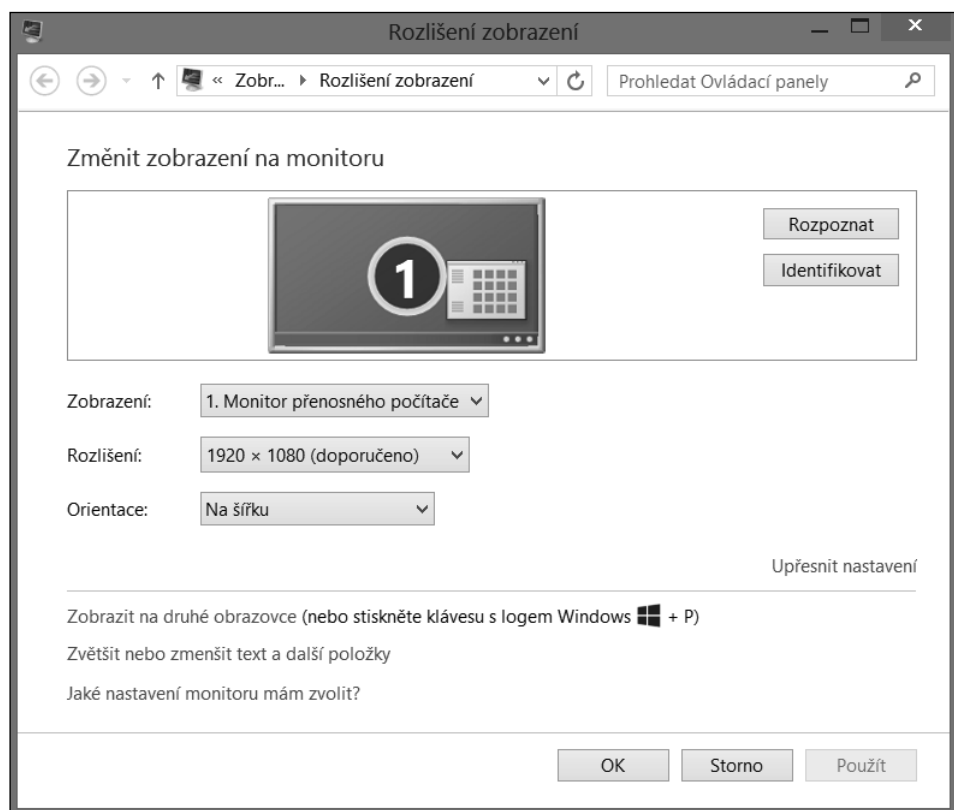 Rozlišení zobrazení
« Zobr... Rozlišení zobrazení Prohledat Ovládací panely
Změnit zobrazení na monitoru
1
Rozpoznat
Identifikovat
Zobrazení: 1. Monitor přenosného počítače
Rozlišení: 1920 × 1080 (doporučeno)
Orientace: Na šířku
Upřesnit nastavení
Zobrazit na druhé obrazovce (nebo stiskněte klávesu s logem Windows + P)
Zvětšit nebo zmenšit text a další položky
Jaké nastavení monitoru mám zvolit?
OK Storno Použít